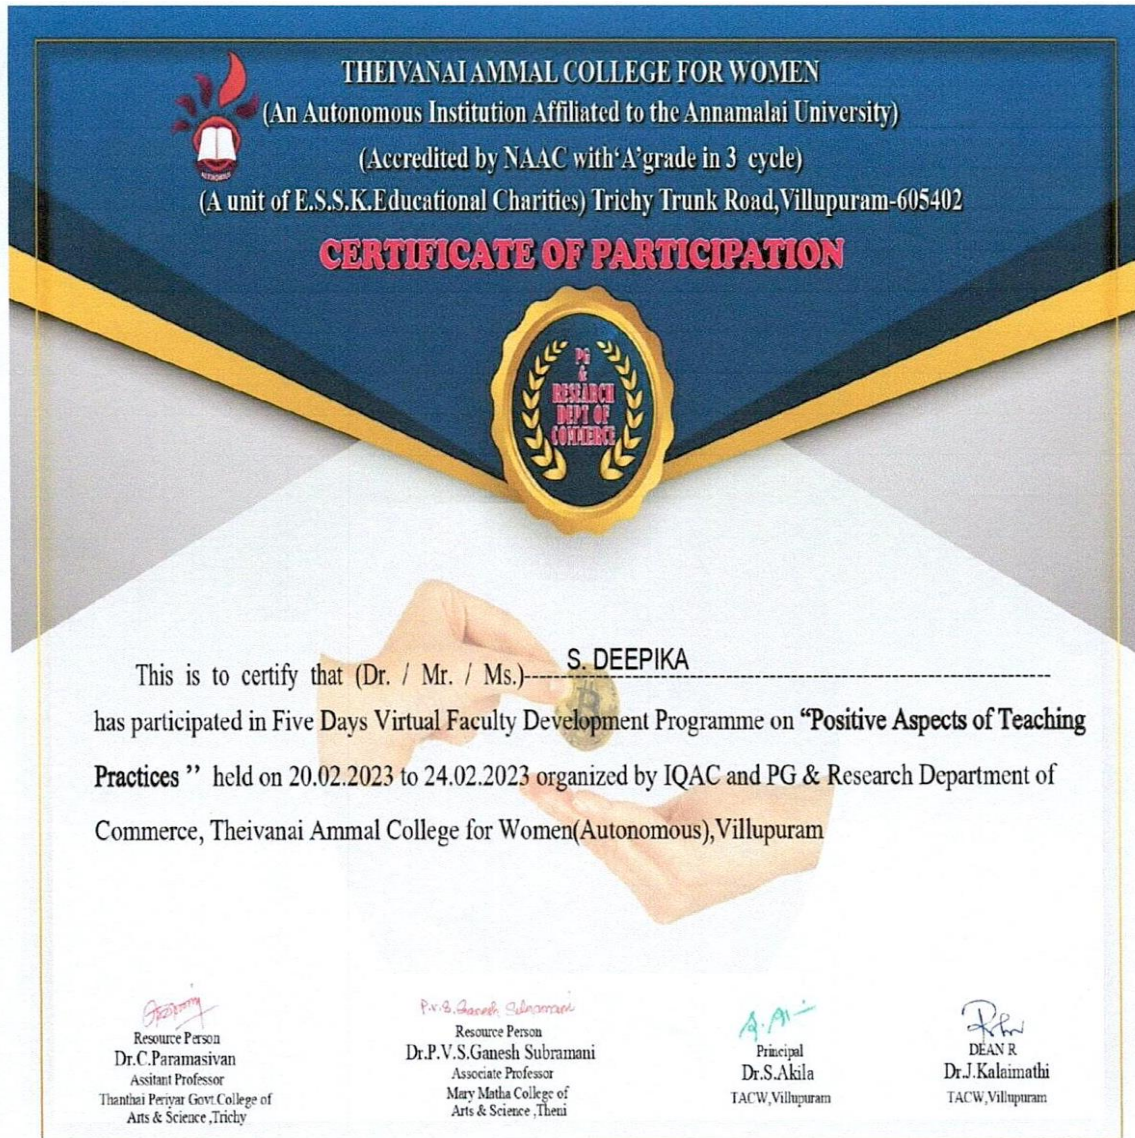 THEIVANAI AMMAL COLLEGE FOR WOMEN
(An Autonomous Institution Affiliated to the Annamalai University)
(Accredited by NAAC with‘A’grade in 3 cycle)
(A unit of E.S.S.K.Educational Charities) Trichy Trunk Road,Villupuram-605402
CERTIFICATE OF PARTICIPATION
PG
&
RESEARCH
DEPT OF
COMMERCE
This is to certify that (Dr. / Mr. / Ms.) S. DEEPIKA
has participated in Five Days Virtual Faculty Development Programme on “Positive Aspects of Teaching
Practices ’’ held on 20.02.2023 to 24.02.2023 organized by IQAC and PG & Research Department of
Commerce, Theivanai Ammal College for Women(Autonomous),Villupuram
P.V.S. Ganesh Subramani
Resource Person
Dr.C.Paramasivan
Assitant Professor
Thanthai Periyar Govt.College of
Arts & Science ,Trichy
Resource Person
Dr.P.V.S.Ganesh Subramani
Associate Professor
Mary Matha College of
Arts & Science ,Theni
Principal
Dr.S.Akila
TACW,Villupuram
DEAN R
Dr.J.Kalaimathi
TACW,Villupuram